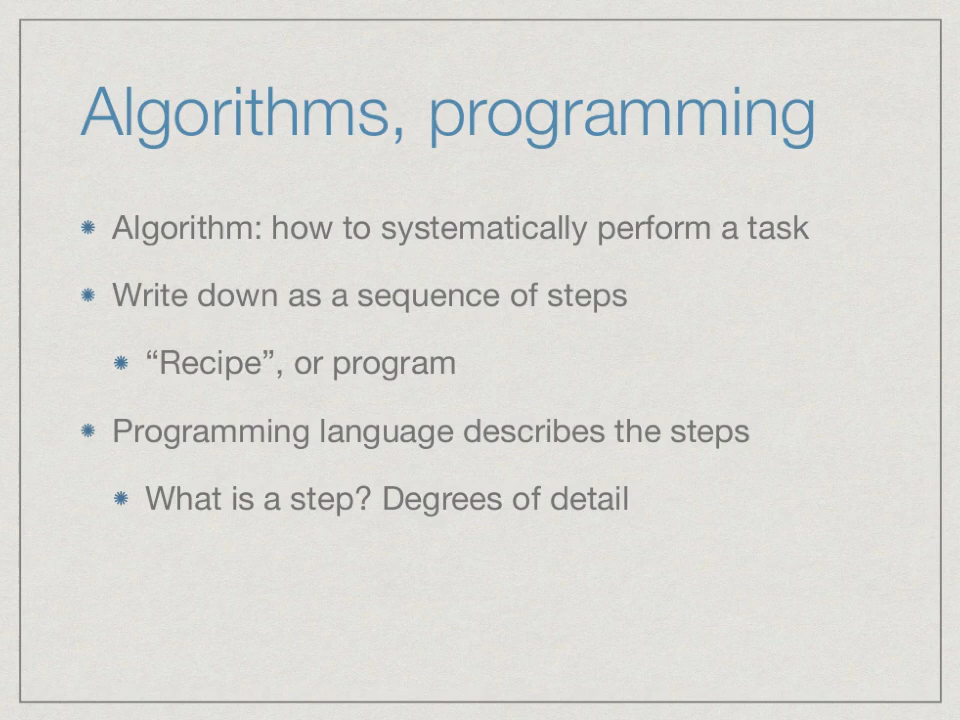 Algorithms, programming
Algorithm: how to systematically perform a task
Write down as a sequence of steps
“Recipe”, or program
Programming language describes the steps
What is a step? Degrees of detail